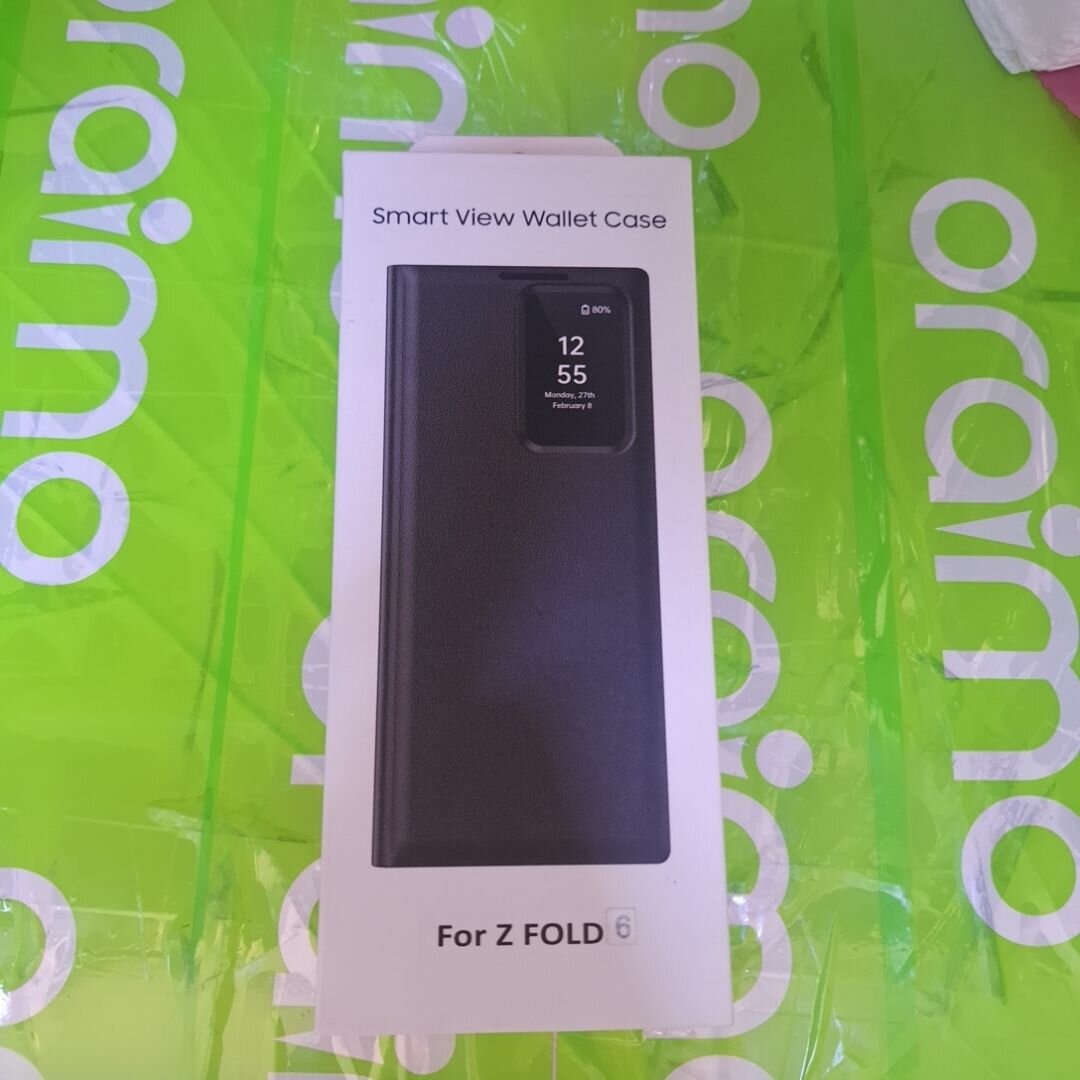 Smart View Wallet Case
80%
12
55
Monday, 27th
February 8
For Z FOLD 6
oraimo
oraimo
oraimo
oraimo